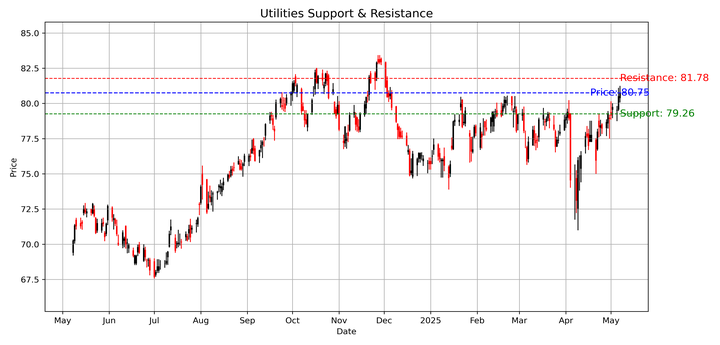 Utilities Support & Resistance
85.0
82.5
80.0
77.5
75.0
72.5
70.0
67.5
Price
Resistance: 81.78
Price: 80.75
Support: 79.26
May Jun Jul Aug Sep Oct Nov Dec 2025 Feb Mar Apr May
Date